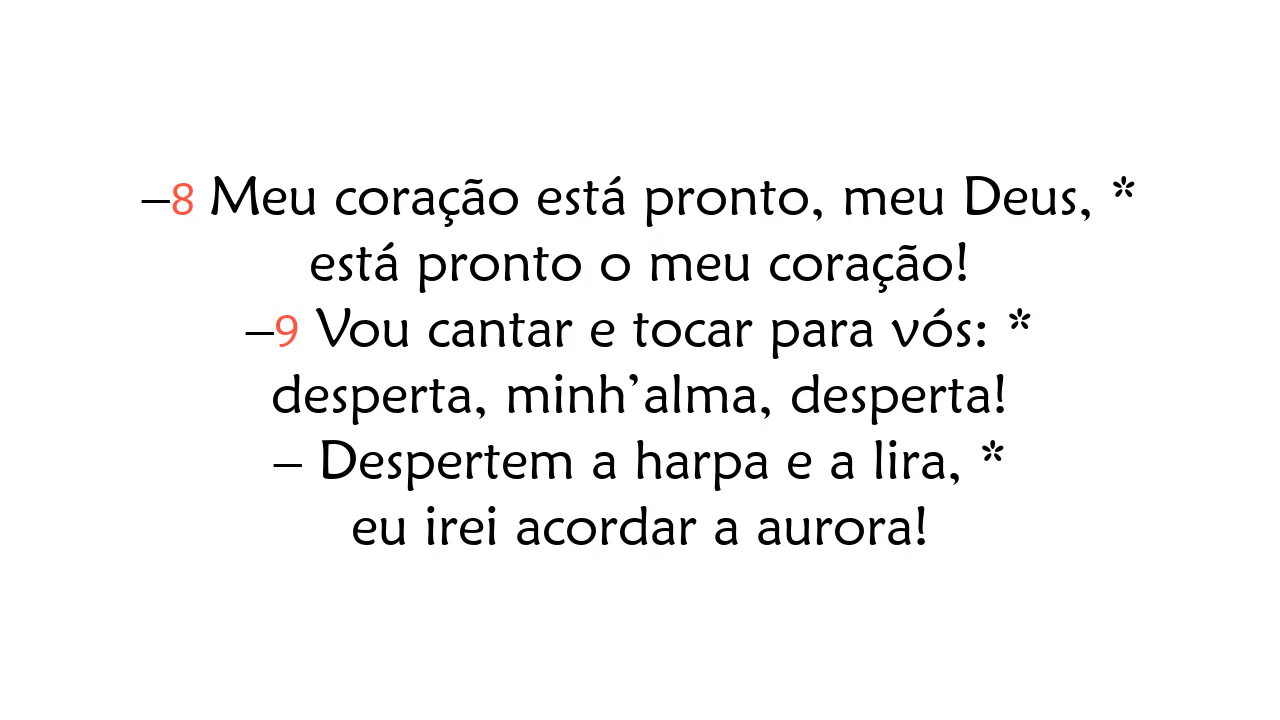 –8 Meu coração está pronto, meu Deus, *
está pronto o meu coração!
–9 Vou cantar e tocar para vós: *
desperta, minh’alma, desperta!
– Despertem a harpa e a lira, *
eu irei acordar a aurora!